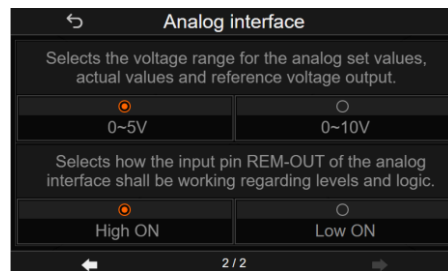 Analog interface
Selects the voltage range for the analog set values,
actual values and reference voltage output.
0~5V
0~10V
Selects how the input pin REM-OUT of the analog
interface shall be working regarding levels and logic.
High ON
Low ON
2/2